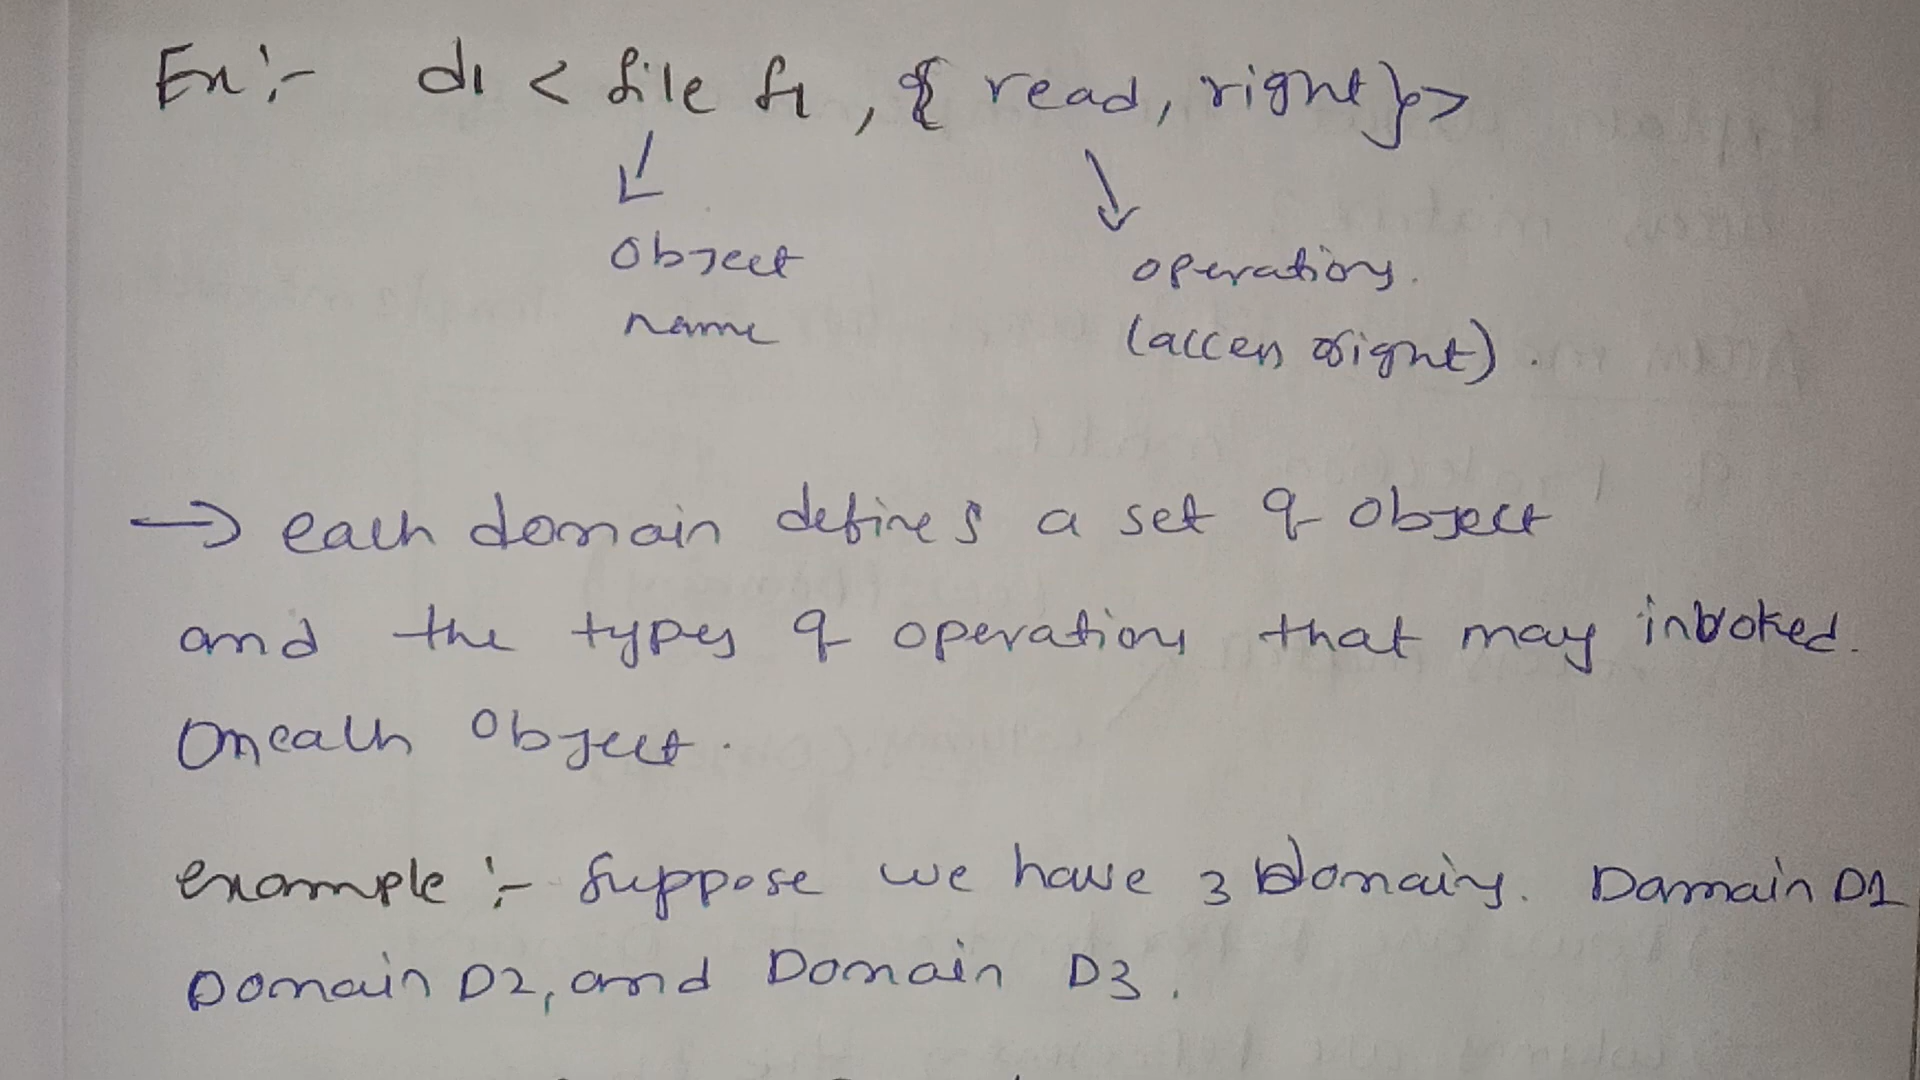 Ex:- d1 < file f1, { read, right}>
Object operations.
name (access right).
→ each domain defines a set of object
and the types of operations that may invoked.
On each object.
example :- Suppose we have 3 Domains. Damain D1
Domain D2, and Domain D3.